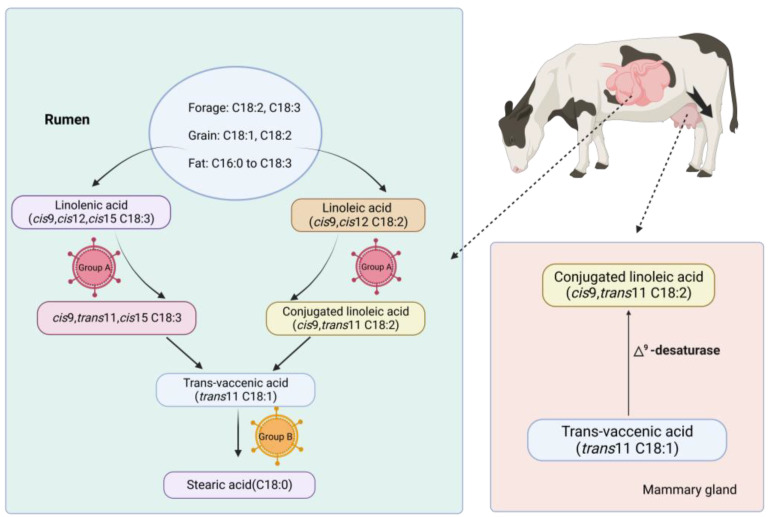 Rumen
Forage: C18:2, C18:3
Grain: C18:1, C18:2
Fat: C16:0 to C18:3
Linolenic acid
(cis9,cis12,cis15 C18:3)
Linoleic acid
(cis9,cis12 C18:2)
Group A
Group A
cis9,trans11,cis15 C18:3
Conjugated linoleic acid
(cis9,trans11 C18:2)
Trans-vaccenic acid
(trans11 C18:1)
Group B
Stearic acid(C18:0)
Conjugated linoleic acid
(cis9,trans11 C18:2)
△⁹-desaturase
Trans-vaccenic acid
(trans11 C18:1)
Mammary gland